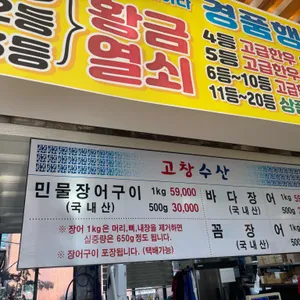 경품행
2등
3등
황금
열쇠
4등 고급한우
5등 고급한우
6등~10등 고급
11등~20등 상품
고창수산
민물장어구이 1kg 59,000
(국내산) 500g 30,000
※ 장어 1kg은 머리,뼈,내장을 제거하면
실중량은 650g정도 됩니다.
※ 장어구이 포장됩니다. (택배가능)
바다장어 1kg
(국내산) 500g
꼼장어